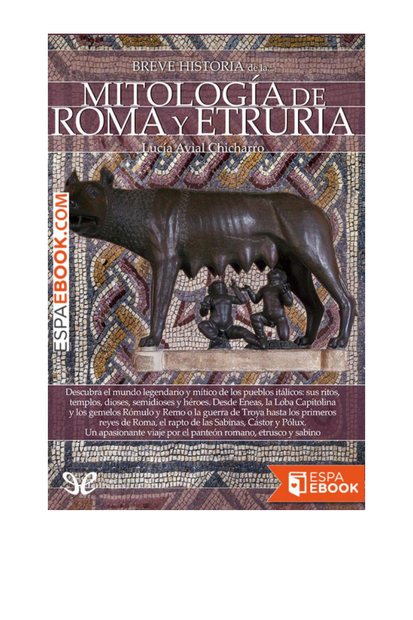 BREVE HISTORIA de la...
MITOLOGÍA DE
ROMA Y ETRURIA
Lucía Avial Chicharro
ESPAEBOOK.COM
Descubra el mundo legendario y mítico de los pueblos itálicos: sus ritos,
templos, dioses, semidioses y héroes. Desde Eneas, la Loba Capitolina
y los gemelos Rómulo y Remo o la guerra de Troya hasta los primeros
reyes de Roma, el rapto de las Sabinas, Cástor y Pólux.
Un apasionante viaje por el panteón romano, etrusco y sabino
ESPA
EBOOK